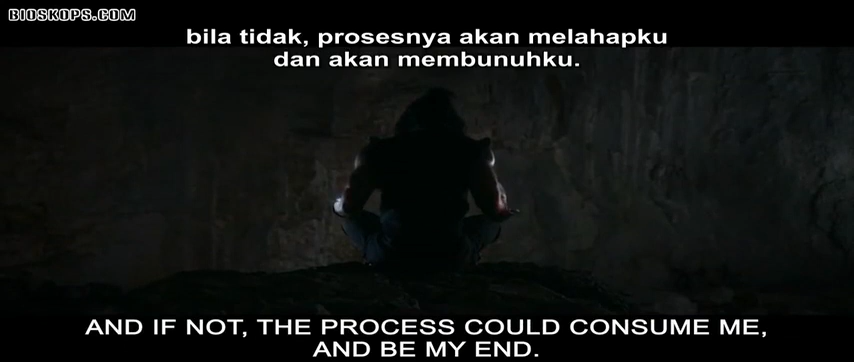 BIOSKOPS.COM
bila tidak, prosesnya akan melahapku
dan akan membunuhku.
AND IF NOT, THE PROCESS COULD CONSUME ME,
AND BE MY END.